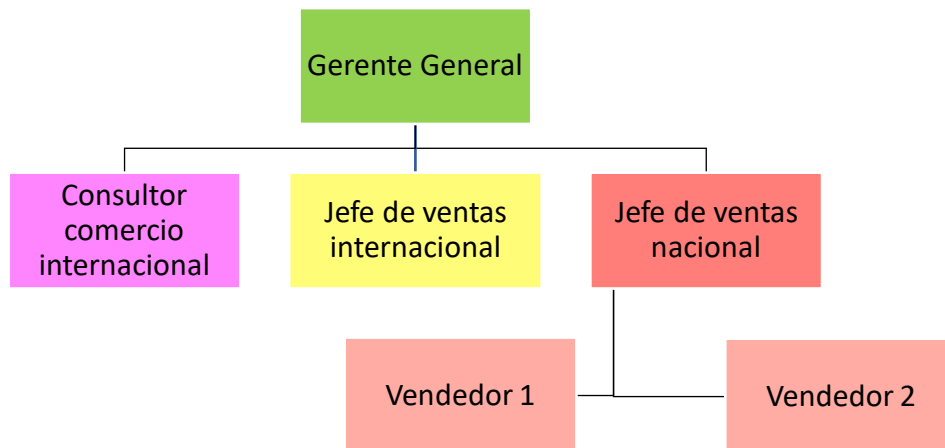 Gerente General
Consultor
comercio
internacional
Jefe de ventas
internacional
Jefe de ventas
nacional
Vendedor 1
Vendedor 2